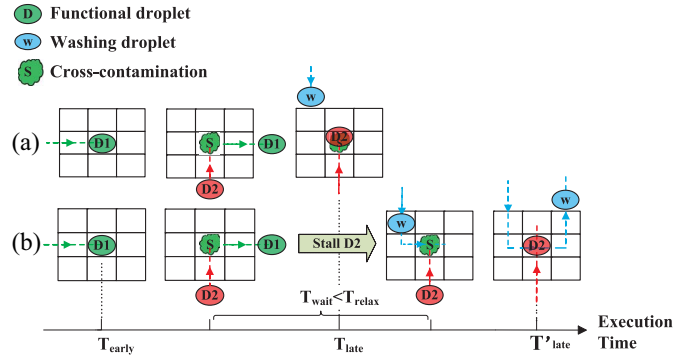 D Functional droplet
w Washing droplet
S Cross-contamination
w
(a) D1 S D1 D2 S
D2
(b) D1 S D1 Stall D2 w S w D2
D2 D2
Twait<Trelax
Tearly Tlate T'late Execution
Time